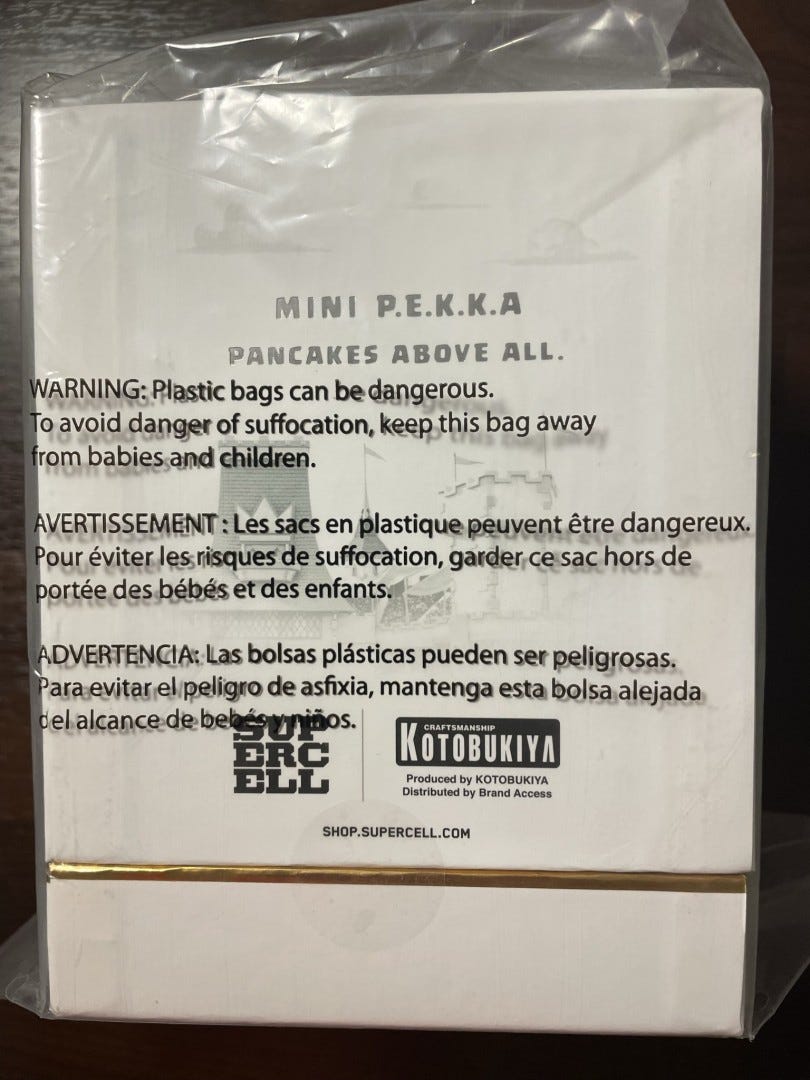 MINI P.E.K.K.A
PANCAKES ABOVE ALL.
WARNING: Plastic bags can be dangerous.
To avoid danger of suffocation, keep this bag away
from babies and children.
AVERTISSEMENT : Les sacs en plastique peuvent être dangereux.
Pour éviter les risques de suffocation, garder ce sac hors de
portée des bébés et des enfants.
ADVERTENCIA: Las bolsas plásticas pueden ser peligrosas.
Para evitar el peligro de asfixia, mantenga esta bolsa alejada
del alcance de bebés y niños.
SUP
ERC
ELL
CRAFTSMANSHIP
KOTOBUKIYA
Produced by KOTOBUKIYA
Distributed by Brand Access
SHOP.SUPERCELL.COM